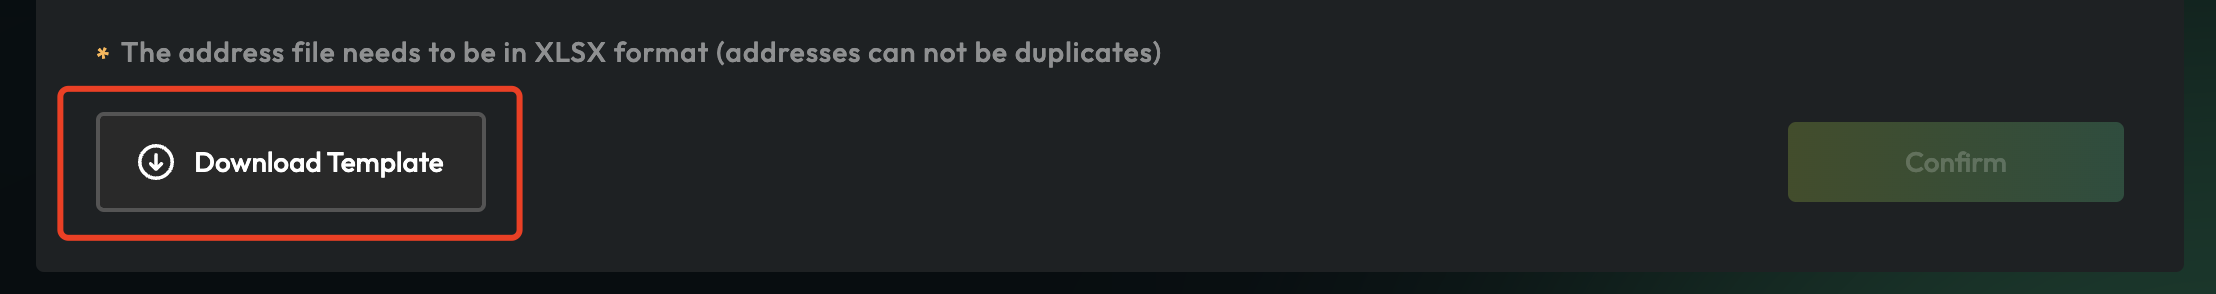 * The address file needs to be in XLSX format (addresses can not be duplicates)
Download Template
Confirm